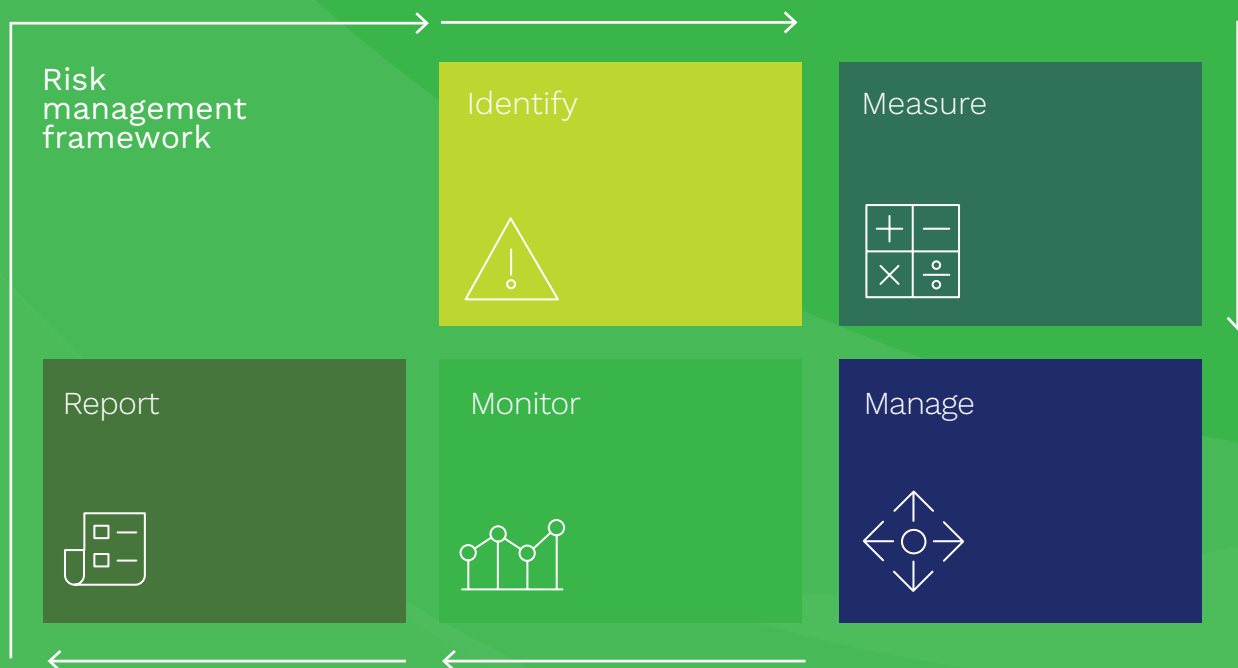 Risk
management
framework
Identify
Measure
Report
Monitor
Manage